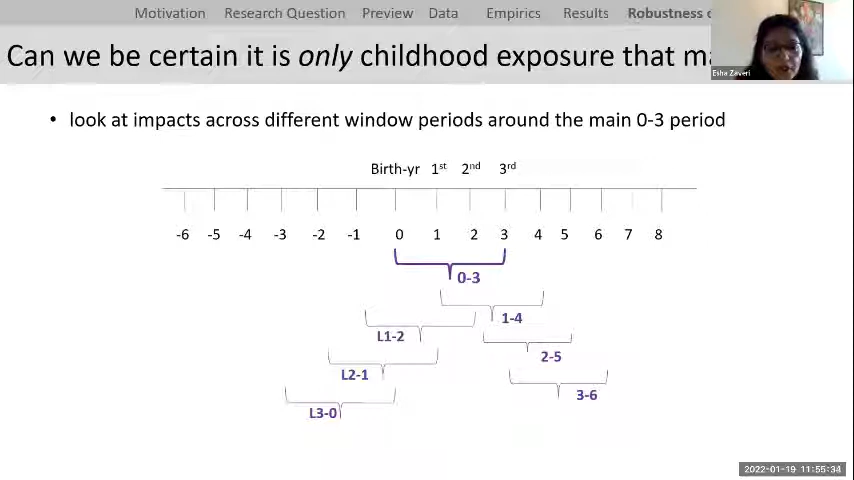 Motivation Research Question Preview Data Empirics Results Robustness
Can we be certain it is only childhood exposure that
Esha Zaveri
• look at impacts across different window periods around the main 0-3 period
Birth-yr 1st 2nd 3rd
-6 -5 -4 -3 -2 -1 0 1 2 3 4 5 6 7 8
0-3
1-4
L1-2
2-5
L2-1
3-6
L3-0
2022-01-19 11:55:34